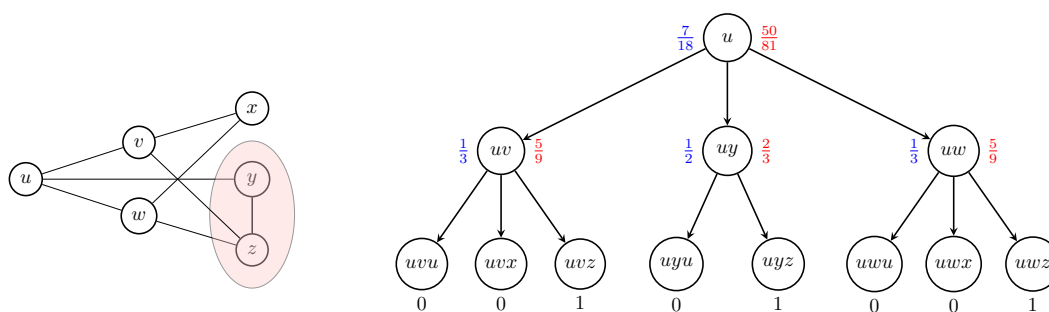 u
v
w
x
y
z
7/18 u 50/81
1/3 uv 5/9
1/2 uy 2/3
1/3 uw 5/9
uvu uvx uvz uyu uyz uwu uwx uwz
0 0 1 0 1 0 0 1